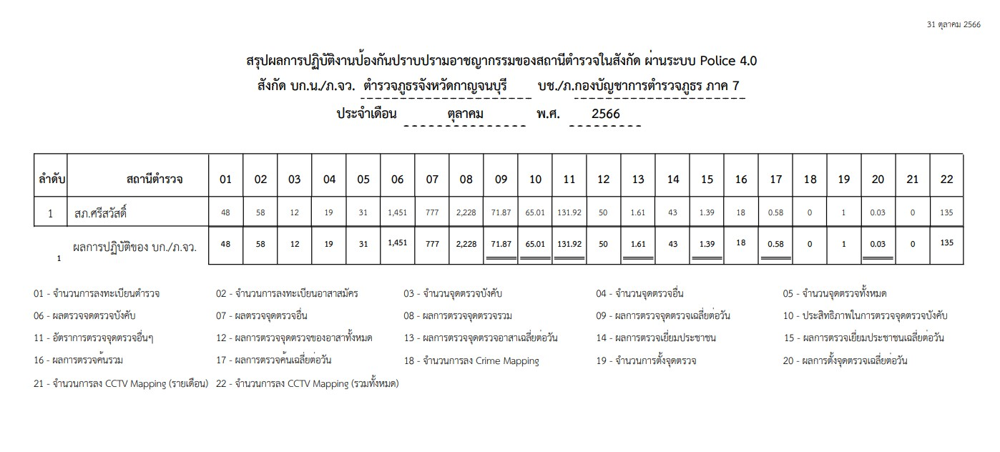 31 ตุลาคม 2566
สรุปผลการปฏิบัติงานป้องกันปราบปรามอาชญากรรมของสถานีตำรวจในสังกัด ผ่านระบบ Police 4.0
สังกัด บก.น./ภ.จว. ตำรวจภูธรจังหวัดกาญจนบุรี บช./ภ.กองบัญชาการตำรวจภูธร ภาค 7
ประจำเดือน ตุลาคม พ.ศ. 2566
ลำดับ สถานีตำรวจ 01 02 03 04 05 06 07 08 09 10 11 12 13 14 15 16 17 18 19 20 21 22
1 สภ.ศรีสวัสดิ์ 48 58 12 19 31 1,451 777 2,228 71.87 65.01 131.92 50 1.61 43 1.39 18 0.58 0 1 0.03 0 135
1 ผลการปฏิบัติของ บก./ภ.จว. 48 58 12 19 31 1,451 777 2,228 71.87 65.01 131.92 50 1.61 43 1.39 18 0.58 0 1 0.03 0 135
01 - จำนวนการลงทะเบียนตำรวจ 02 - จำนวนการลงทะเบียนอาสาสมัคร 03 - จำนวนจุดตรวจบังคับ 04 - จำนวนจุดตรวจอื่น 05 - จำนวนจุดตรวจทั้งหมด
06 - ผลตรวจจดตรวจบังคับ 07 - ผลตรวจจุดตรวจอื่น 08 - ผลการตรวจจุดตรวจรวม 09 - ผลการตรวจจุดตรวจเฉลี่ยต่อวัน 10 - ประสิทธิภาพในการตรวจจุดตรวจบังคับ
11 - อัตราการตรวจจุดตรวจอื่นๆ 12 - ผลการตรวจจุดตรวจของอาสาทั้งหมด 13 - ผลการตรวจจุดตรวจอาสาเฉลี่ยต่อวัน 14 - ผลการตรวจเยี่ยมประชาชน 15 - ผลการตรวจเยี่ยมประชาชนเฉลี่ยต่อวัน
16 - ผลการตรวจค้นรวม 17 - ผลการตรวจค้นเฉลี่ยต่อวัน 18 - จำนวนการลง Crime Mapping 19 - จำนวนการตั้งจุดตรวจ 20 - ผลการตั้งจุดตรวจเฉลี่ยต่อวัน
21 - จำนวนการลง CCTV Mapping (รายเดือน) 22 - จำนวนการลง CCTV Mapping (รวมทั้งหมด)